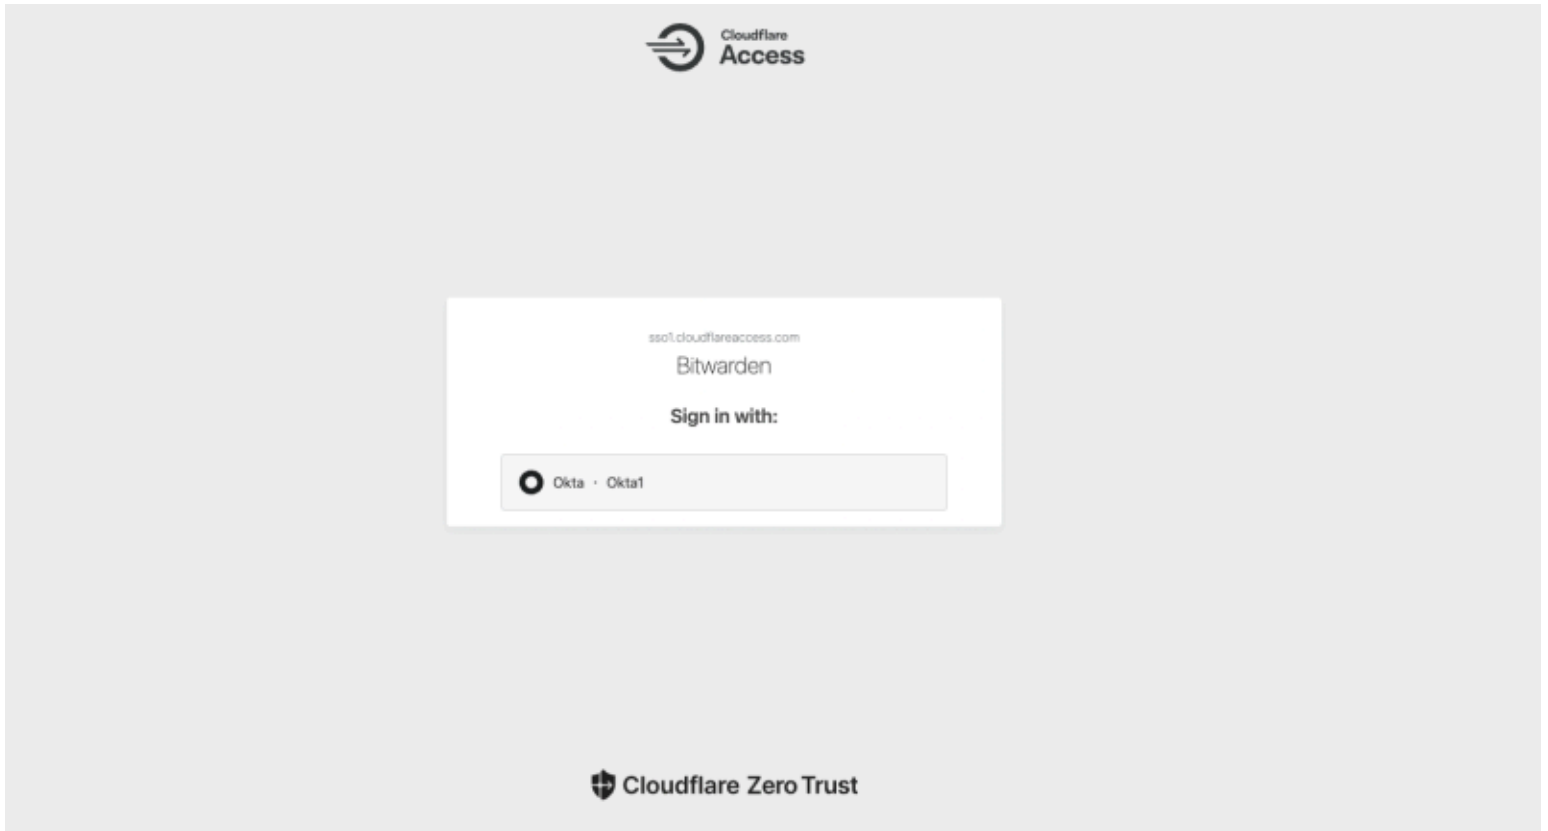 Cloudflare
Access
sso1.cloudflareaccess.com
Bitwarden
Sign in with:
Okta · Okta1
Cloudflare Zero Trust